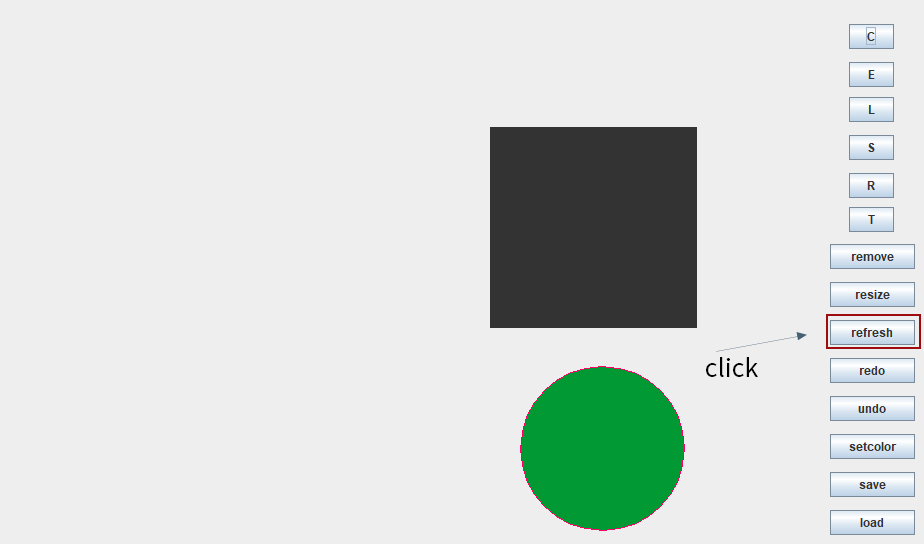 C
E
L
S
R
T
remove
resize
refresh
click
redo
undo
setcolor
save
load